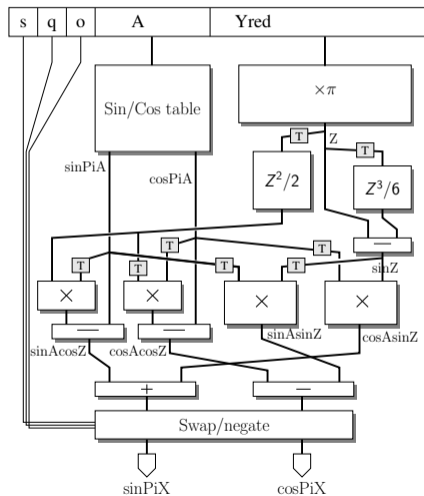 s q o A Yred
Sin/Cos table
×π
T
Z
T
sinPiA
cosPiA
Z²/2
Z³/6
—
sinZ
T
T
T
T
T
T
×
×
×
×
—
—
sinAcosZ
cosAcosZ
sinAsinZ
cosAsinZ
+
—
Swap/negate
sinPiX
cosPiX